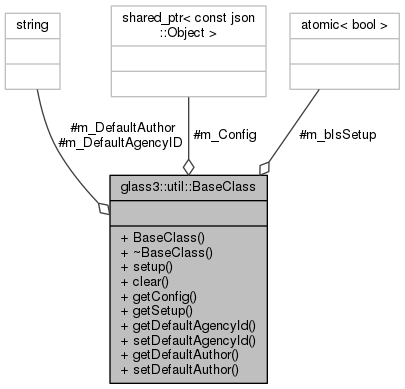 string
shared_ptr< const json
::Object >
atomic< bool >
#m_DefaultAuthor
#m_DefaultAgencyID
#m_Config
#m_bIsSetup
glass3::util::BaseClass
+ BaseClass()
+ ~BaseClass()
+ setup()
+ clear()
+ getConfig()
+ getSetup()
+ getDefaultAgencyId()
+ setDefaultAgencyId()
+ getDefaultAuthor()
+ setDefaultAuthor()